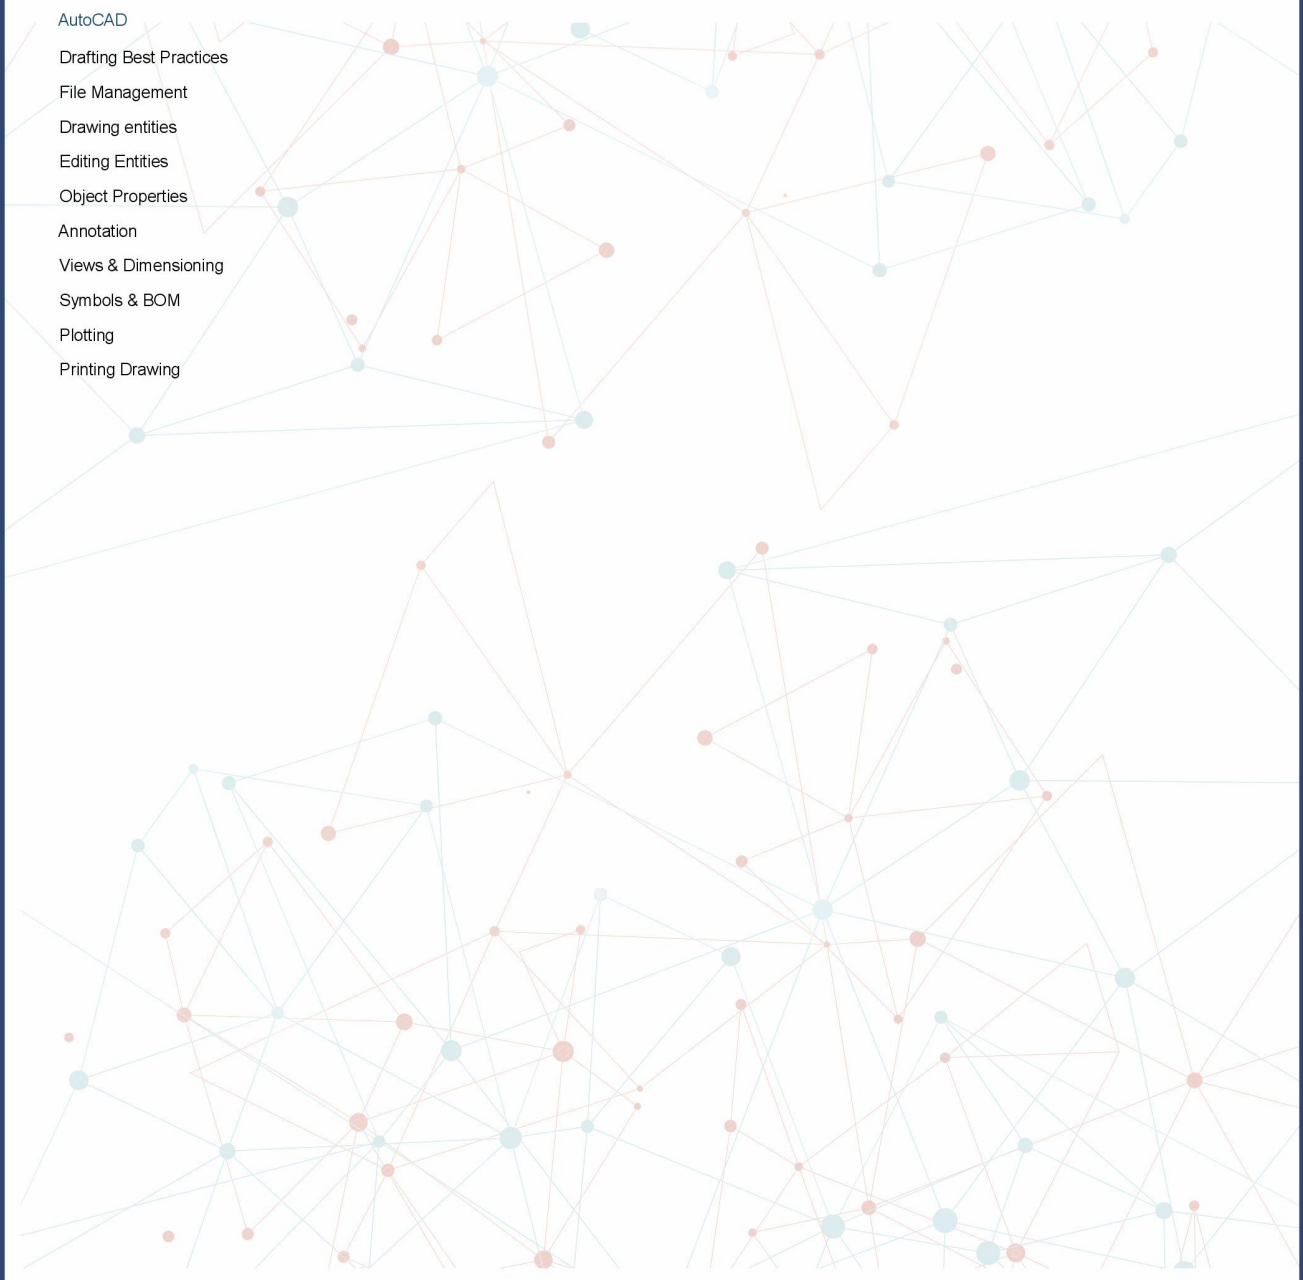 AutoCAD
Drafting Best Practices
File Management
Drawing entities
Editing Entities
Object Properties
Annotation
Views & Dimensioning
Symbols & BOM
Plotting
Printing Drawing